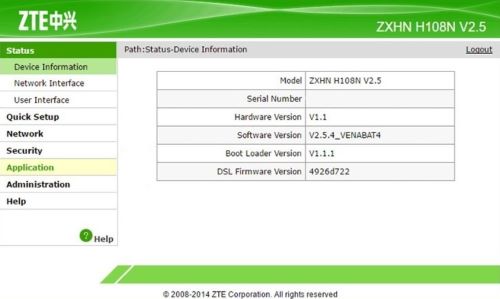 ZTE中兴
ZXHN H108N V2.5
Status
Path:Status-Device Information
Logout
Device Information
Network Interface
User Interface
Quick Setup
Network
Security
Application
Administration
Help
Model ZXHN H108N V2.5
Serial Number
Hardware Version V1.1
Software Version V2.5.4_VENABAT4
Boot Loader Version V1.1.1
DSL Firmware Version 4926d722
? Help
© 2008-2014 ZTE Corporation. All rights reserved